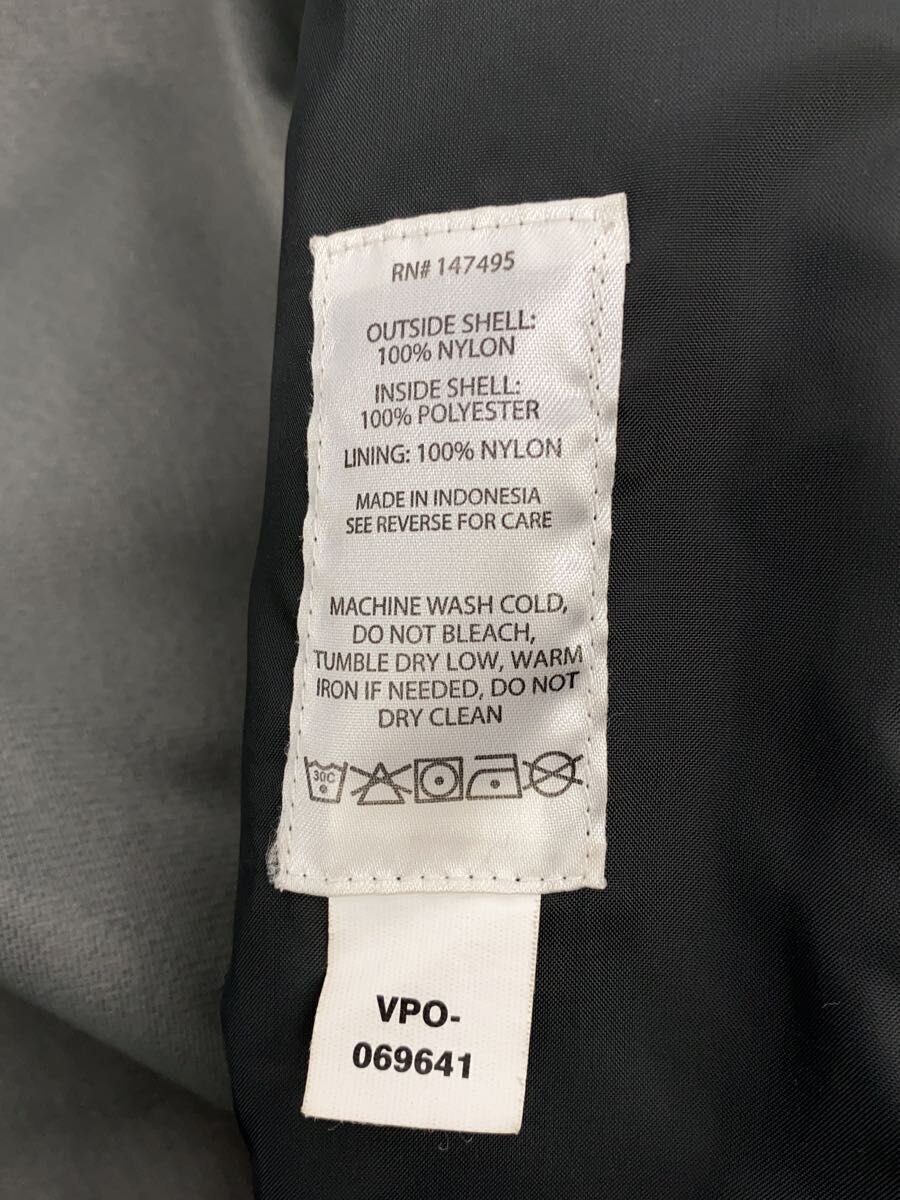 RN# 147495
OUTSIDE SHELL:
100% NYLON
INSIDE SHELL:
100% POLYESTER
LINING: 100% NYLON
MADE IN INDONESIA
SEE REVERSE FOR CARE
MACHINE WASH COLD,
DO NOT BLEACH,
TUMBLE DRY LOW, WARM
IRON IF NEEDED, DO NOT
DRY CLEAN
30C
VPO-
069641